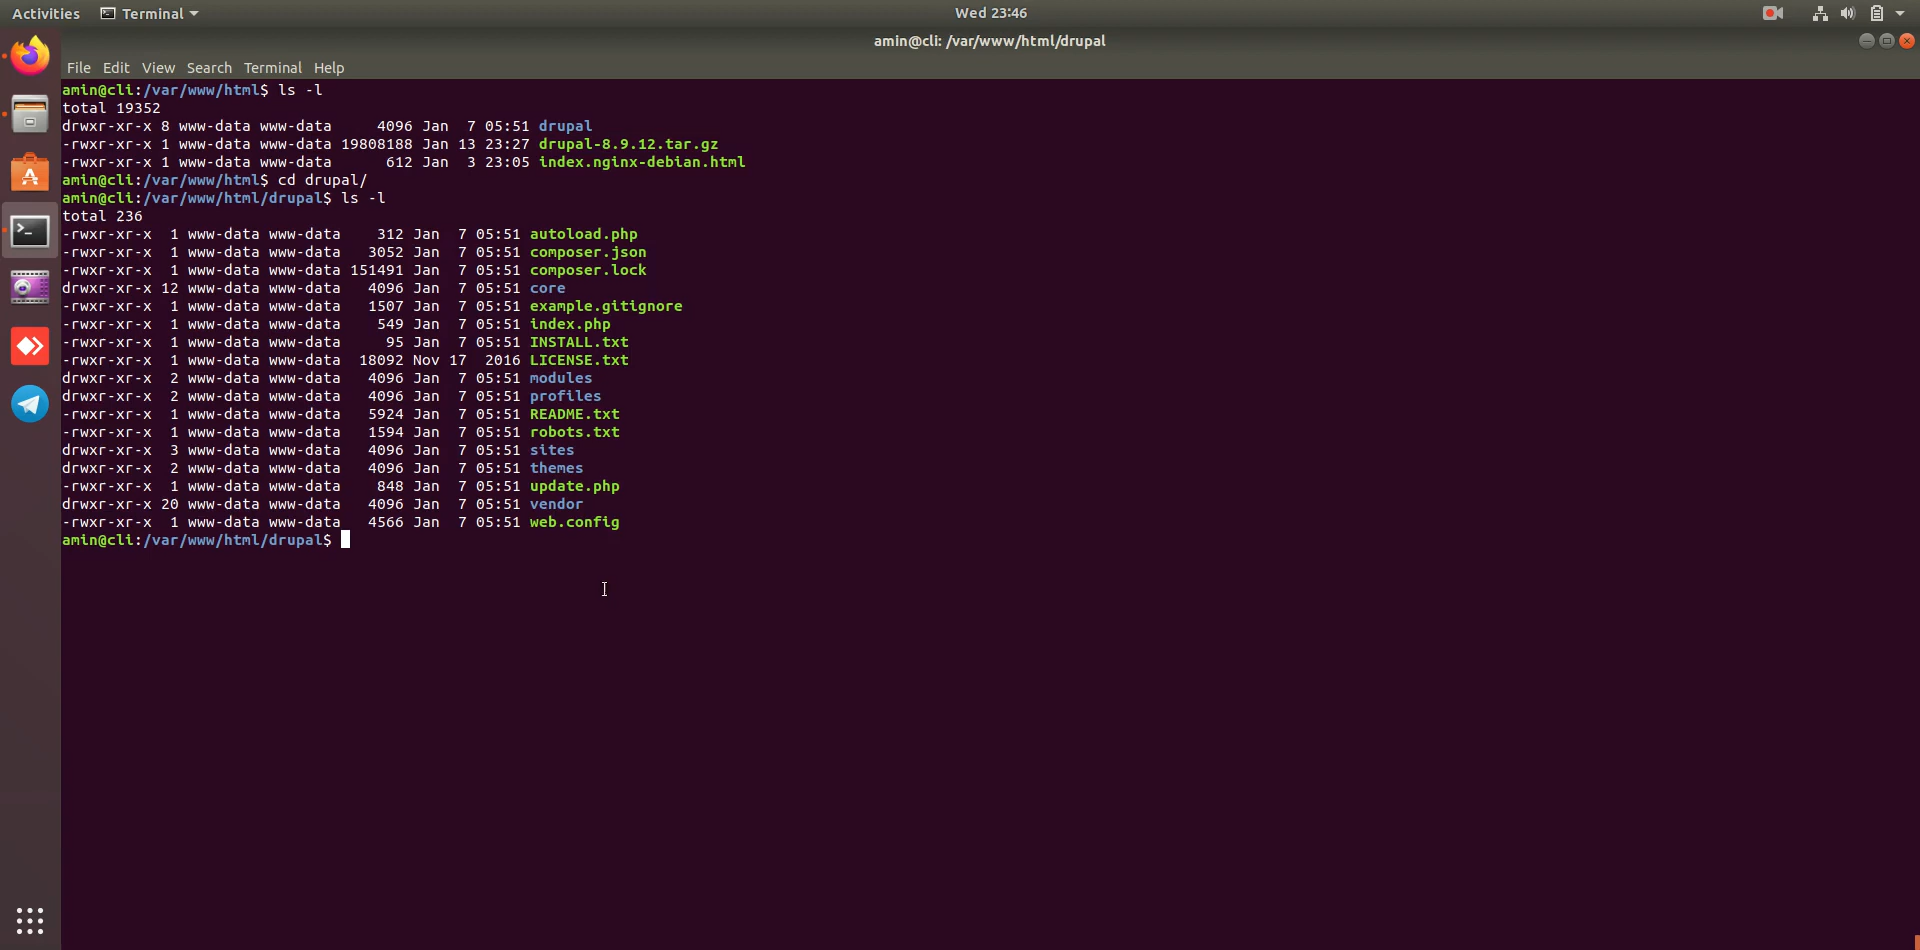 Activities Terminal Wed 23:46
amin@cli: /var/www/html/drupal
File Edit View Search Terminal Help
amin@cli:/var/www/html$ ls -l
total 19352
drwxr-xr-x 8 www-data www-data     4096 Jan  7 05:51 drupal
-rwxr-xr-x 1 www-data www-data 19808188 Jan 13 23:27 drupal-8.9.12.tar.gz
-rwxr-xr-x 1 www-data www-data      612 Jan  3 23:05 index.nginx-debian.html
amin@cli:/var/www/html$ cd drupal/
amin@cli:/var/www/html/drupal$ ls -l
total 236
-rwxr-xr-x  1 www-data www-data    312 Jan  7 05:51 autoload.php
-rwxr-xr-x  1 www-data www-data   3052 Jan  7 05:51 composer.json
-rwxr-xr-x  1 www-data www-data 151491 Jan  7 05:51 composer.lock
drwxr-xr-x 12 www-data www-data   4096 Jan  7 05:51 core
-rwxr-xr-x  1 www-data www-data   1507 Jan  7 05:51 example.gitignore
-rwxr-xr-x  1 www-data www-data    549 Jan  7 05:51 index.php
-rwxr-xr-x  1 www-data www-data     95 Jan  7 05:51 INSTALL.txt
-rwxr-xr-x  1 www-data www-data  18092 Nov 17  2016 LICENSE.txt
drwxr-xr-x  2 www-data www-data   4096 Jan  7 05:51 modules
drwxr-xr-x  2 www-data www-data   4096 Jan  7 05:51 profiles
-rwxr-xr-x  1 www-data www-data   5924 Jan  7 05:51 README.txt
-rwxr-xr-x  1 www-data www-data   1594 Jan  7 05:51 robots.txt
drwxr-xr-x  3 www-data www-data   4096 Jan  7 05:51 sites
drwxr-xr-x  2 www-data www-data   4096 Jan  7 05:51 themes
-rwxr-xr-x  1 www-data www-data    848 Jan  7 05:51 update.php
drwxr-xr-x 20 www-data www-data   4096 Jan  7 05:51 vendor
-rwxr-xr-x  1 www-data www-data   4566 Jan  7 05:51 web.config
amin@cli:/var/www/html/drupal$